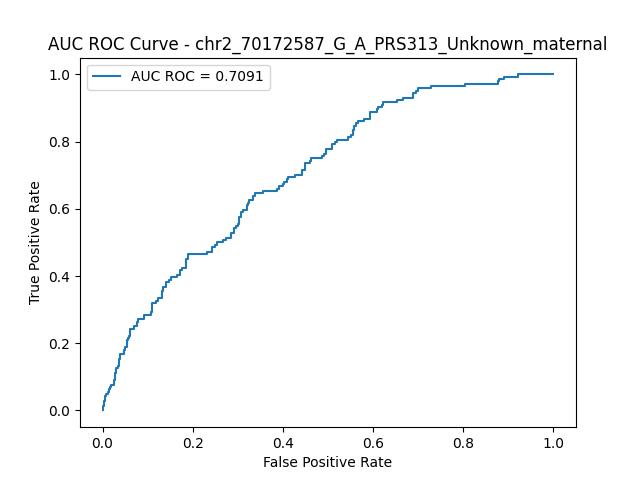 AUC ROC Curve - chr2_70172587_G_A_PRS313_Unknown_maternal
AUC ROC = 0.7091
True Positive Rate
1.0
0.8
0.6
0.4
0.2
0.0
0.0 0.2 0.4 0.6 0.8 1.0
False Positive Rate